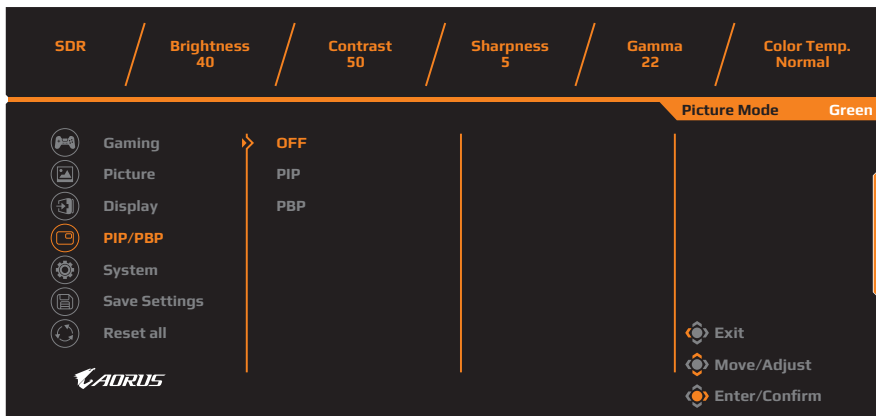 SDR
Brightness
40
Contrast
50
Sharpness
5
Gamma
22
Color Temp.
Normal
Picture Mode Green
Gaming
Picture
Display
PIP/PBP
System
Save Settings
Reset all
OFF
PIP
PBP
Exit
Move/Adjust
Enter/Confirm
AORUS